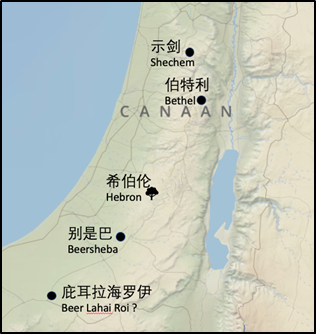 示剑
Shechem
伯特利
Bethel
CANAAN
希伯伦
Hebron
别是巴
Beersheba
庇耳拉海罗伊
Beer Lahai Roi ?